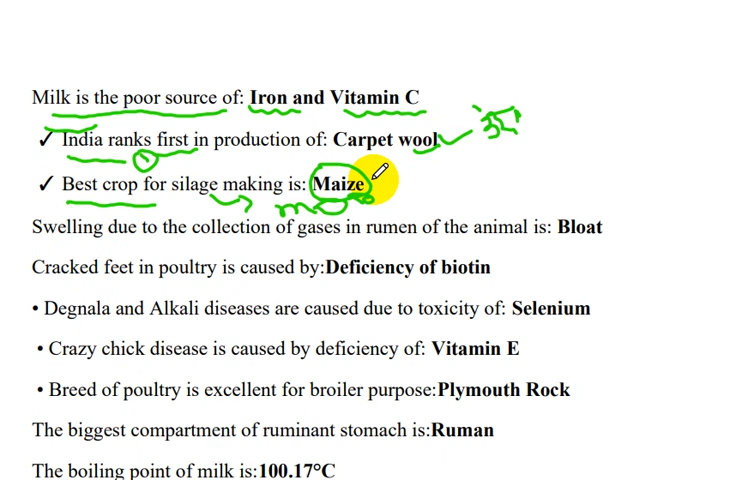 Milk is the poor source of: Iron and Vitamin C
✓ India ranks first in production of: Carpet wool
✓ Best crop for silage making is: Maize
Swelling due to the collection of gases in rumen of the animal is: Bloat
Cracked feet in poultry is caused by:Deficiency of biotin
• Degnala and Alkali diseases are caused due to toxicity of: Selenium
• Crazy chick disease is caused by deficiency of: Vitamin E
• Breed of poultry is excellent for broiler purpose:Plymouth Rock
The biggest compartment of ruminant stomach is:Ruman
The boiling point of milk is:100.17°C